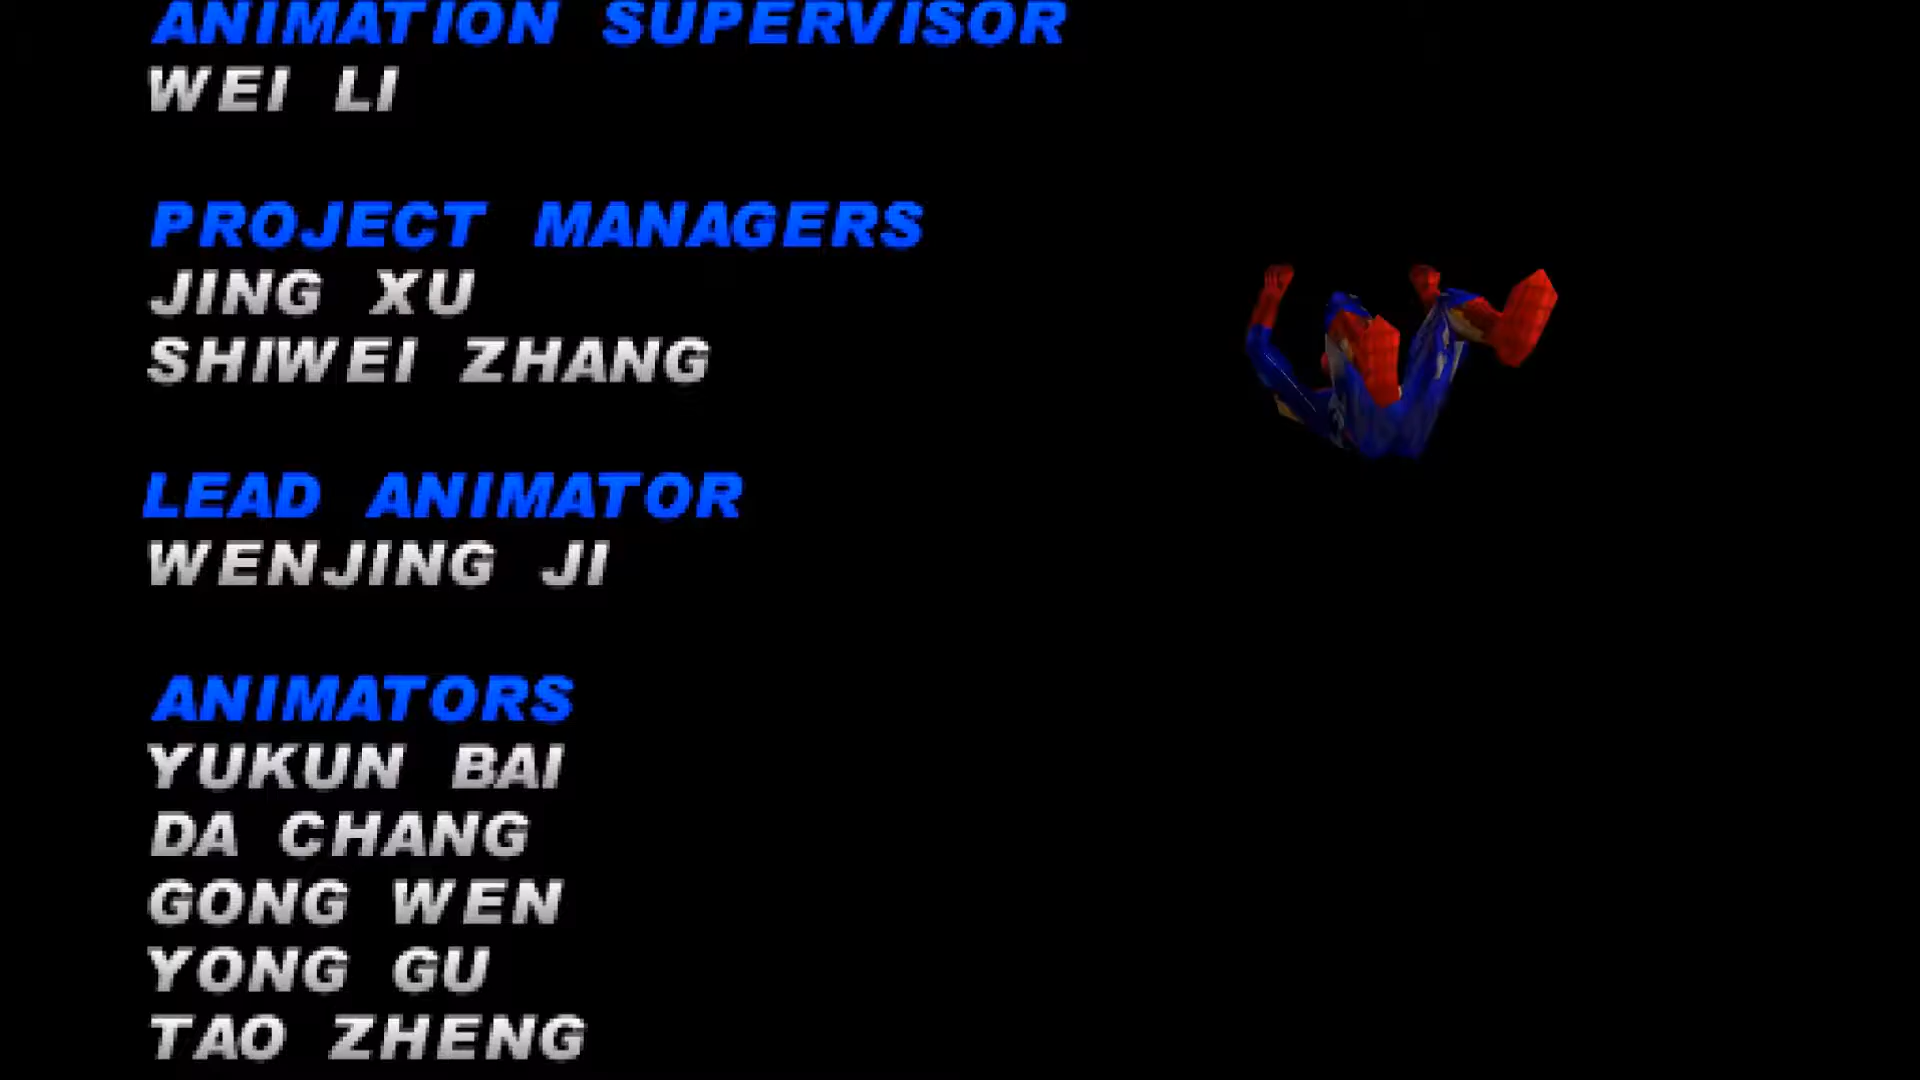 ANIMATION SUPERVISOR
WEI LI
PROJECT MANAGERS
JING XU
SHIWEI ZHANG
LEAD ANIMATOR
WENJING JI
ANIMATORS
YUKUN BAI
DA CHANG
GONG WEN
YONG GU
TAO ZHENG